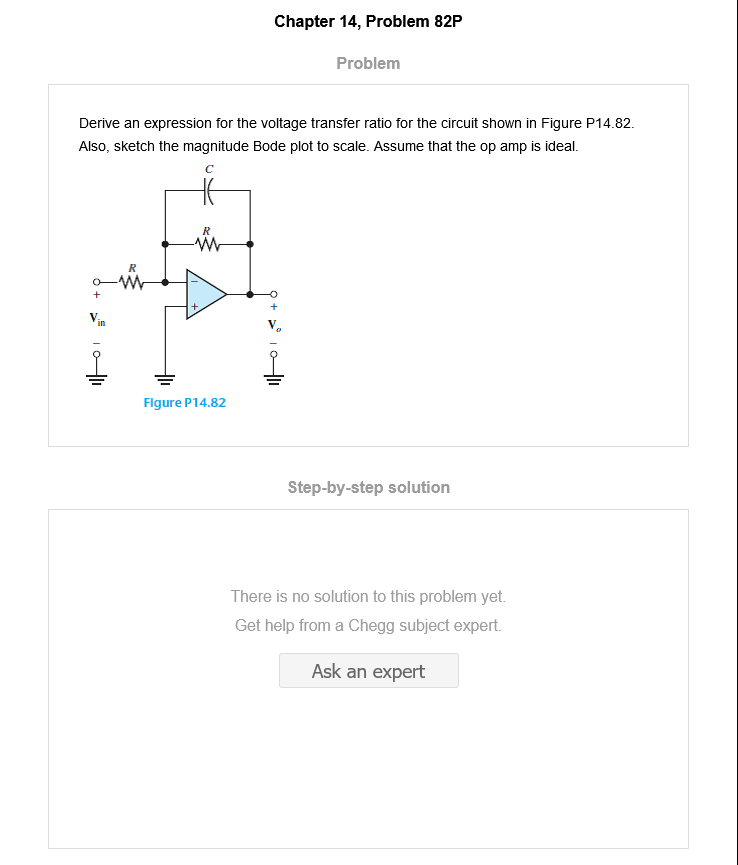 Chapter 14, Problem 82P
Problem
Derive an expression for the voltage transfer ratio for the circuit shown in Figure P14.82.
Also, sketch the magnitude Bode plot to scale. Assume that the op amp is ideal.
C
R
R
−
+
+
+
Vin
Vo
−
−
Figure P14.82
Step-by-step solution
There is no solution to this problem yet.
Get help from a Chegg subject expert.
Ask an expert